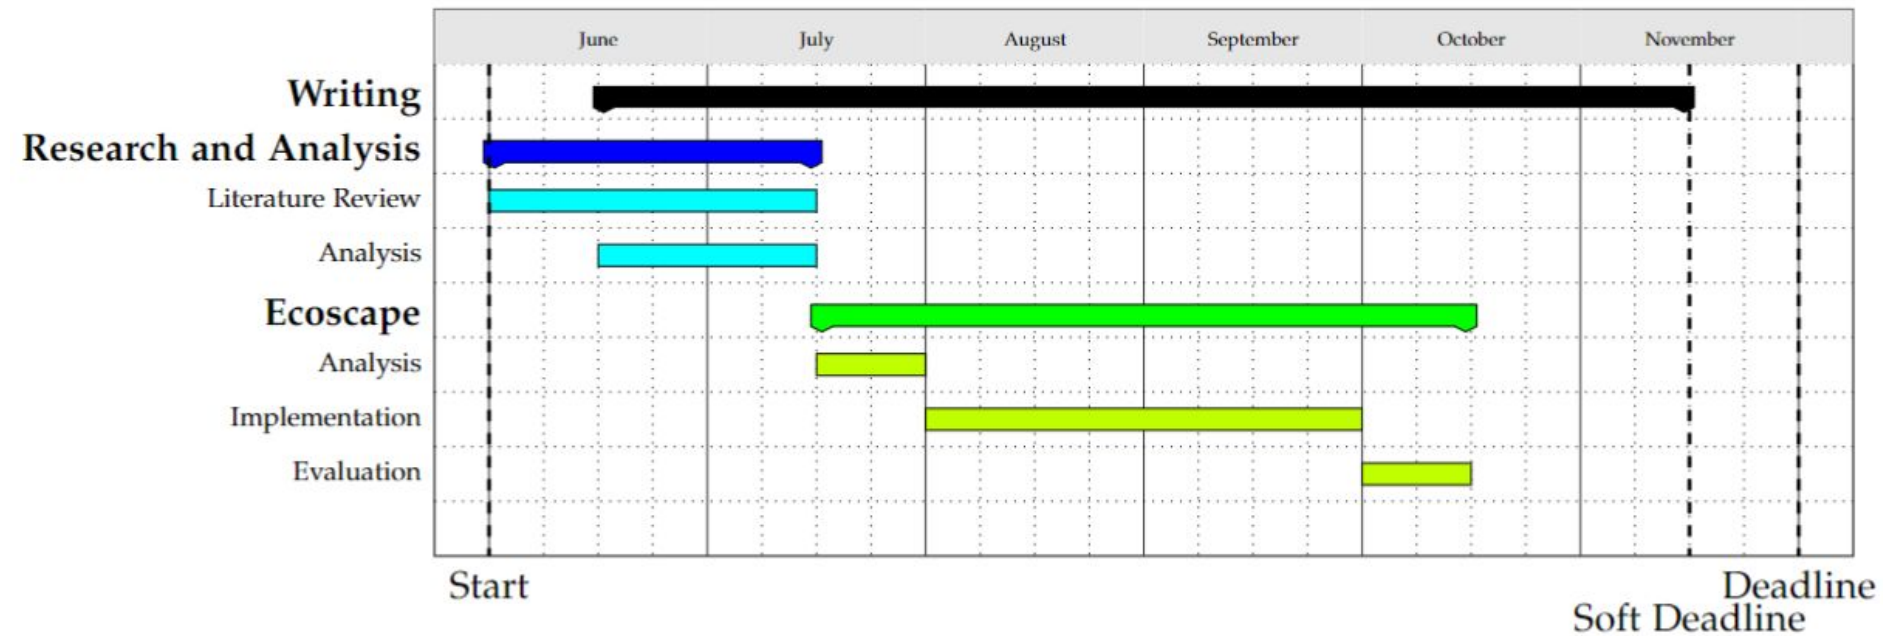 June July August September October November
Writing
Research and Analysis
Literature Review
Analysis
Ecoscape
Analysis
Implementation
Evaluation
Start Deadline
Soft Deadline